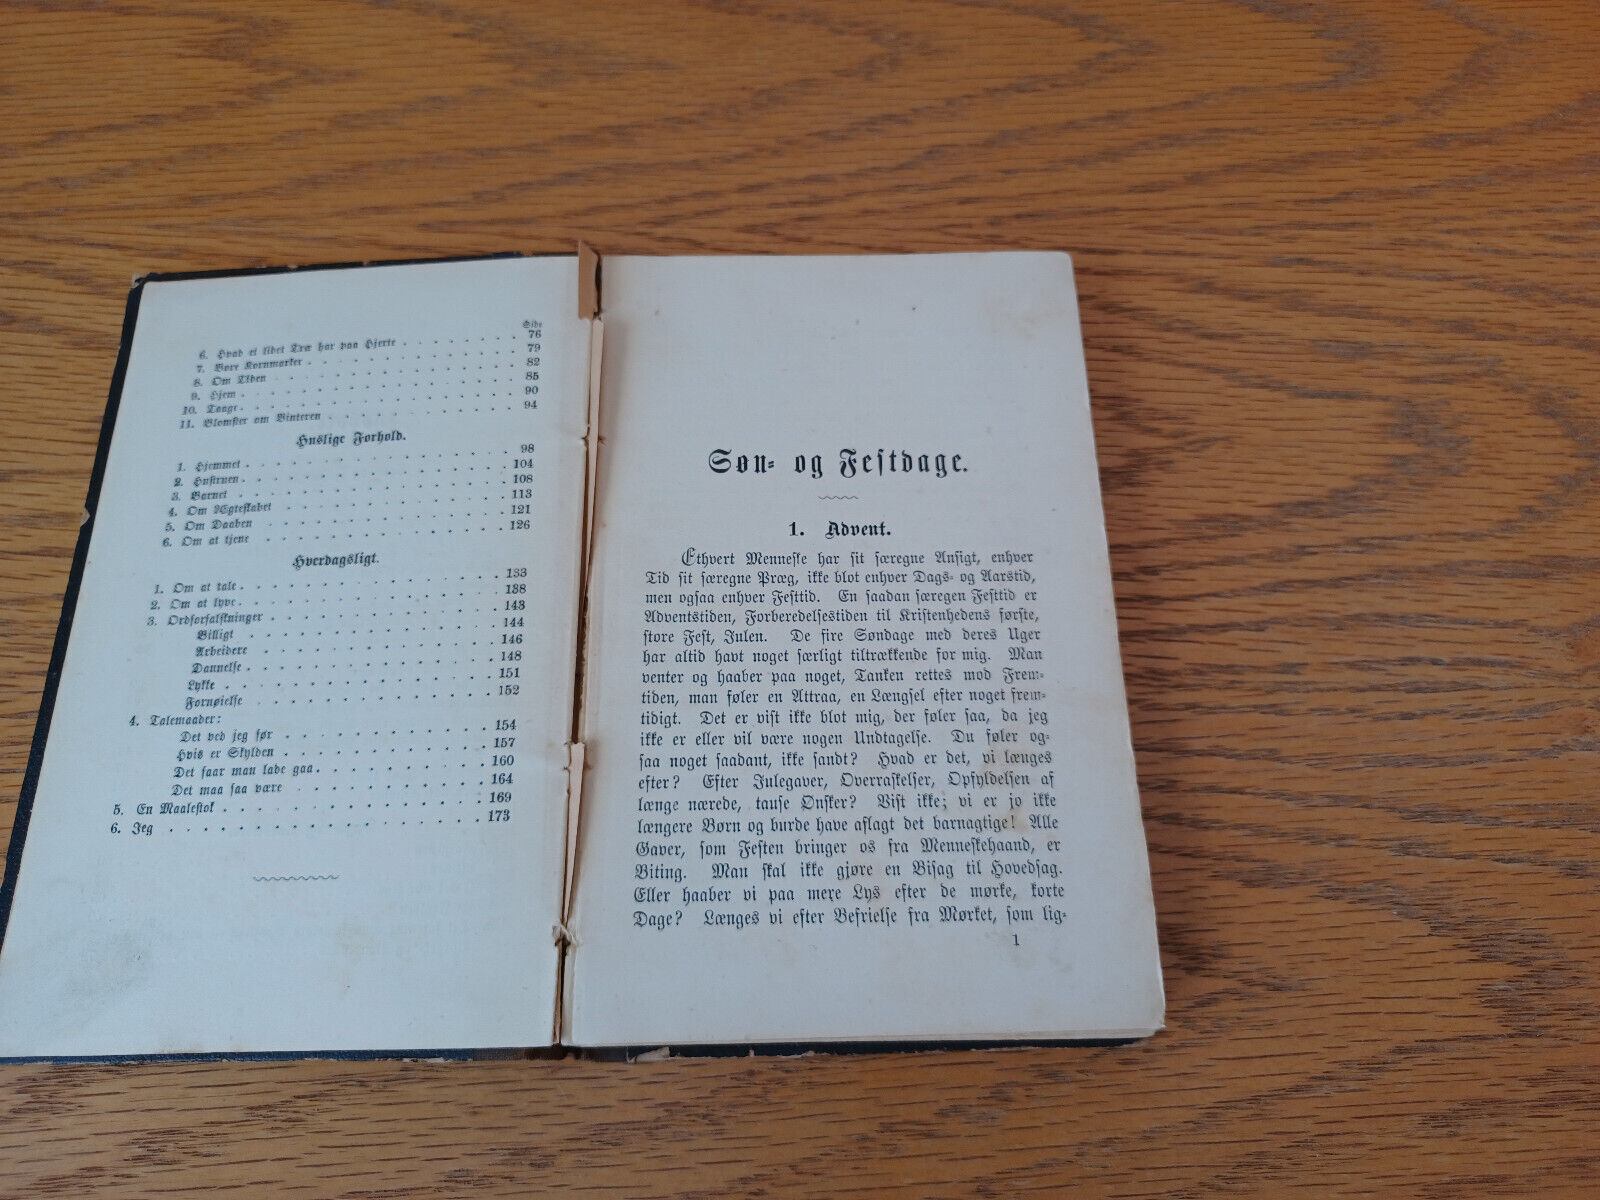 Side
6. Hvad et lidet Træ har paa Hjerte . . . . . . . 76
7. Vore Kornmarker . . . . . . . . . . . 79
8. Om Tiden . . . . . . . . . . . . . 82
9. Hjem . . . . . . . . . . . . . . 85
10. Taage . . . . . . . . . . . . . . 90
11. Blomster om Vinteren . . . . . . . . . . 94
Huslige Forhold.
1. Hjemmet . . . . . . . . . . . . . 98
2. Hustruen . . . . . . . . . . . . . 104
3. Barnet . . . . . . . . . . . . . 108
4. Om Ægteskabet . . . . . . . . . . . 113
5. Om Daaben . . . . . . . . . . . . 121
6. Om at tjene . . . . . . . . . . . . 126
Hverdagsligt.
1. Om at tale . . . . . . . . . . . . . 133
2. Om at lyve . . . . . . . . . . . . . 138
3. Ordforfalskninger . . . . . . . . . . . 143
Billigt . . . . . . . . . . . . 144
Arbeidere . . . . . . . . . . . 146
Dannelse . . . . . . . . . . . . 148
Lykke . . . . . . . . . . . . . 151
Fornøielse . . . . . . . . . . . 152
4. Talemaader:
Det ved jeg før . . . . . . . . . . 154
Hvis er Skylden . . . . . . . . . . 157
Det faar man lade gaa . . . . . . . . 160
Det maa saa være . . . . . . . . . . 164
5. En Maalestok . . . . . . . . . . . . 169
6. Jeg . . . . . . . . . . . . . . . 173
Søn- og Festdage.
1. Advent.
Ethvert Menneske har sit særegne Ansigt, enhver
Tid sit særegne Præg, ikke blot enhver Dags- og Aarstid,
men ogsaa enhver Festtid. En saadan særegen Festtid er
Adventstiden, Forberedelsestiden til Kristenhedens første,
store Fest, Julen. De fire Søndage med deres Uger
har altid havt noget særligt tiltrækkende for mig. Man
venter og haaber paa noget, Tanken rettes mod Frem-
tiden, man føler en Attraa, en Længsel efter noget frem-
tidigt. Det er vist ikke blot mig, der føler saa, da jeg
ikke er eller vil være nogen Undtagelse. Du føler og-
saa noget saadant, ikke sandt? Hvad er det, vi længes
efter? Efter Julegaver, Overraskelser, Opfyldelsen af
længe nærede, tause Ønsker? Vist ikke; vi er jo ikke
længere Børn og burde have aflagt det barnagtige! Alle
Gaver, som Festen bringer os fra Menneskehaand, er
Biting. Man skal ikke gjøre en Bisag til Hovedsag.
Eller haaber vi paa mere Lys efter de mørke, korte
Dage? Længes vi efter Befrielse fra Mørket, som lig-
1